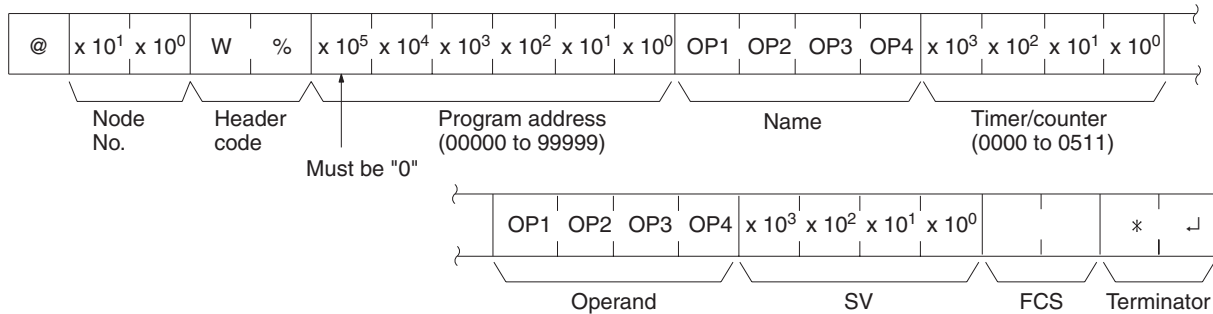 @ x 10¹ x 10⁰ W % x 10⁵ x 10⁴ x 10³ x 10² x 10¹ x 10⁰ OP1 OP2 OP3 OP4 x 10³ x 10² x 10¹ x 10⁰
Node No.
Header code
Program address (00000 to 99999)
Name
Timer/counter (0000 to 0511)
Must be "0"
OP1 OP2 OP3 OP4 x 10³ x 10² x 10¹ x 10⁰ * ↵
Operand SV FCS Terminator